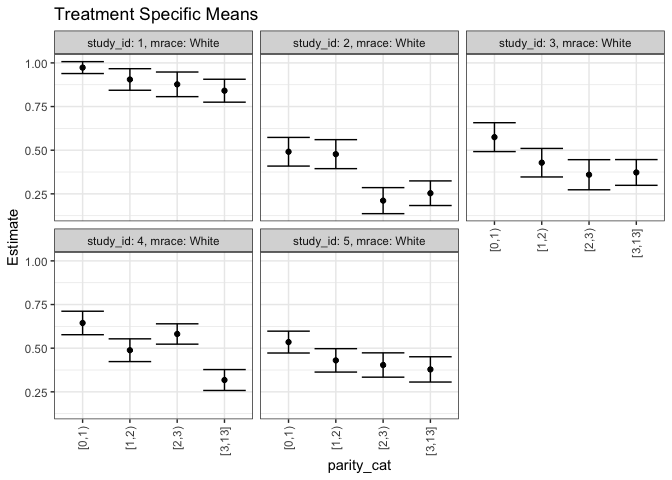 Treatment Specific Means
study_id: 1, mrace: White
study_id: 2, mrace: White
study_id: 3, mrace: White
1.00
0.75
0.50
0.25
[0,1)
[1,2)
[2,3)
[3,13]
study_id: 4, mrace: White
study_id: 5, mrace: White
1.00
0.75
0.50
0.25
[0,1)
[1,2)
[2,3)
[3,13]
[0,1)
[1,2)
[2,3)
[3,13]
Estimate
parity_cat